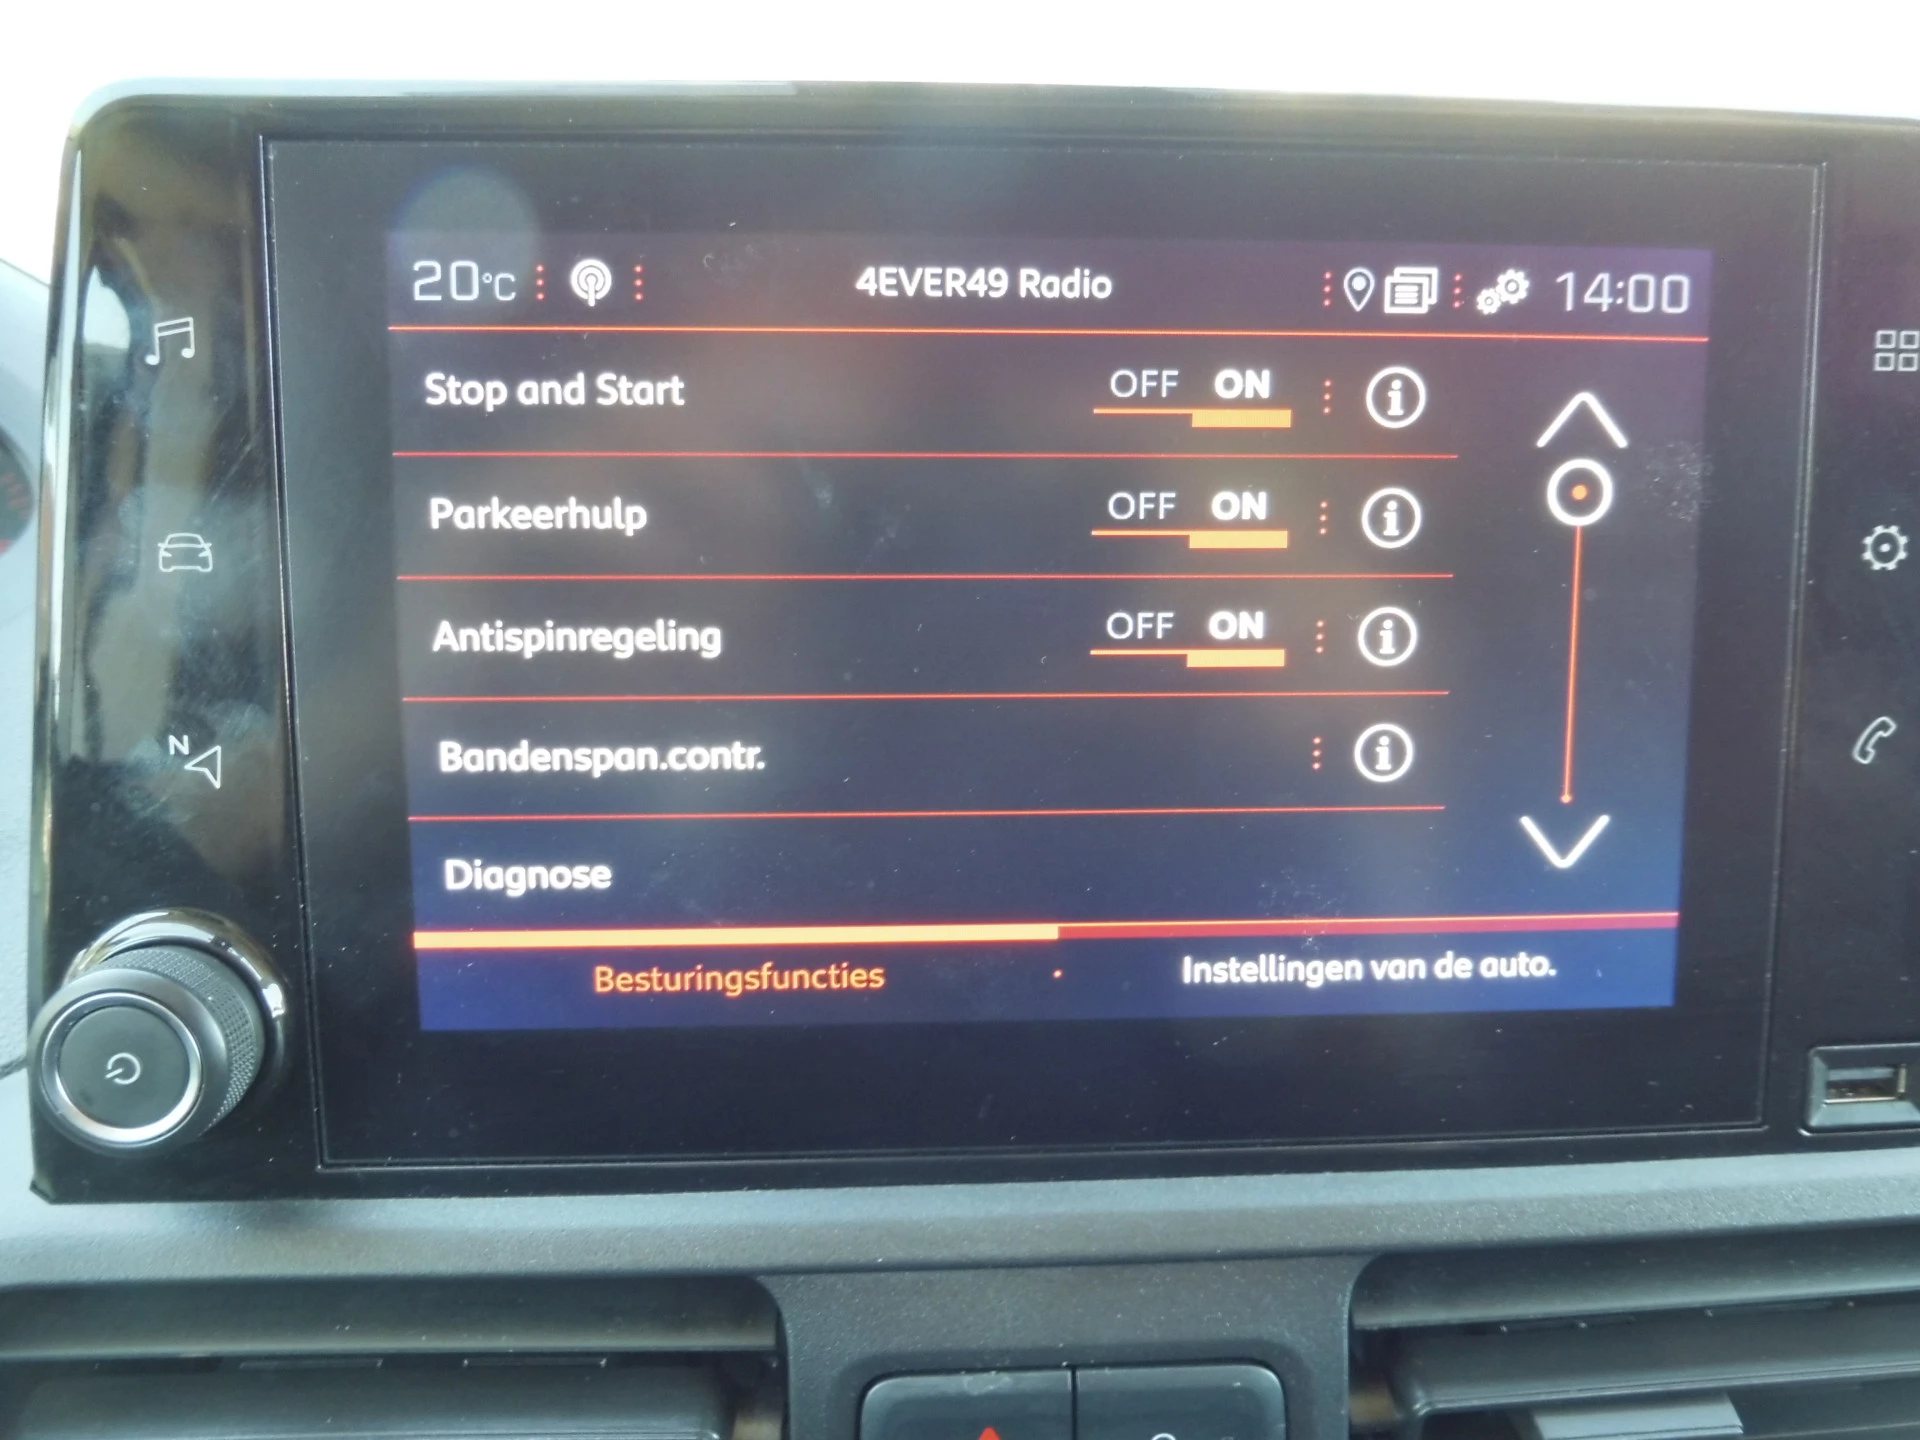 20°C 4EVER49 Radio 14:00
Stop and Start OFF ON
Parkeerhulp OFF ON
Antispinregeling OFF ON
Bandenspan.contr.
Diagnose
Besturingsfuncties Instellingen van de auto.
N